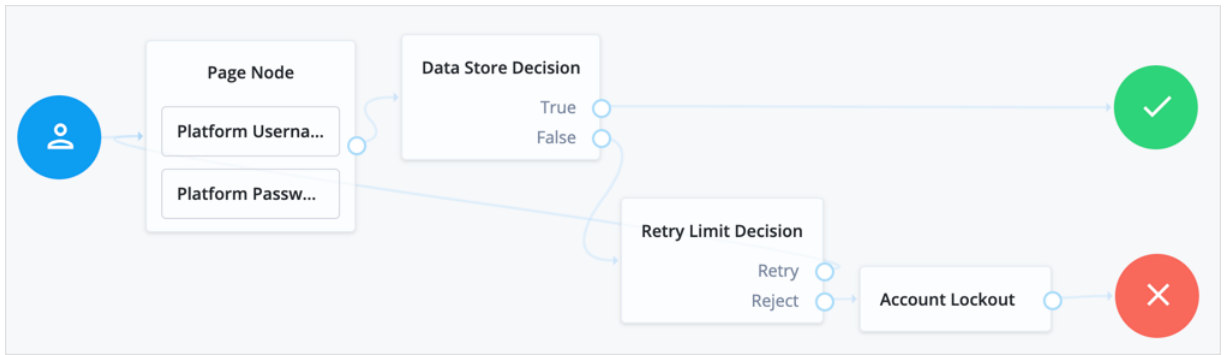 Page Node
Platform Userna...
Platform Passw...
Data Store Decision
True
False
Retry Limit Decision
Retry
Reject
Account Lockout